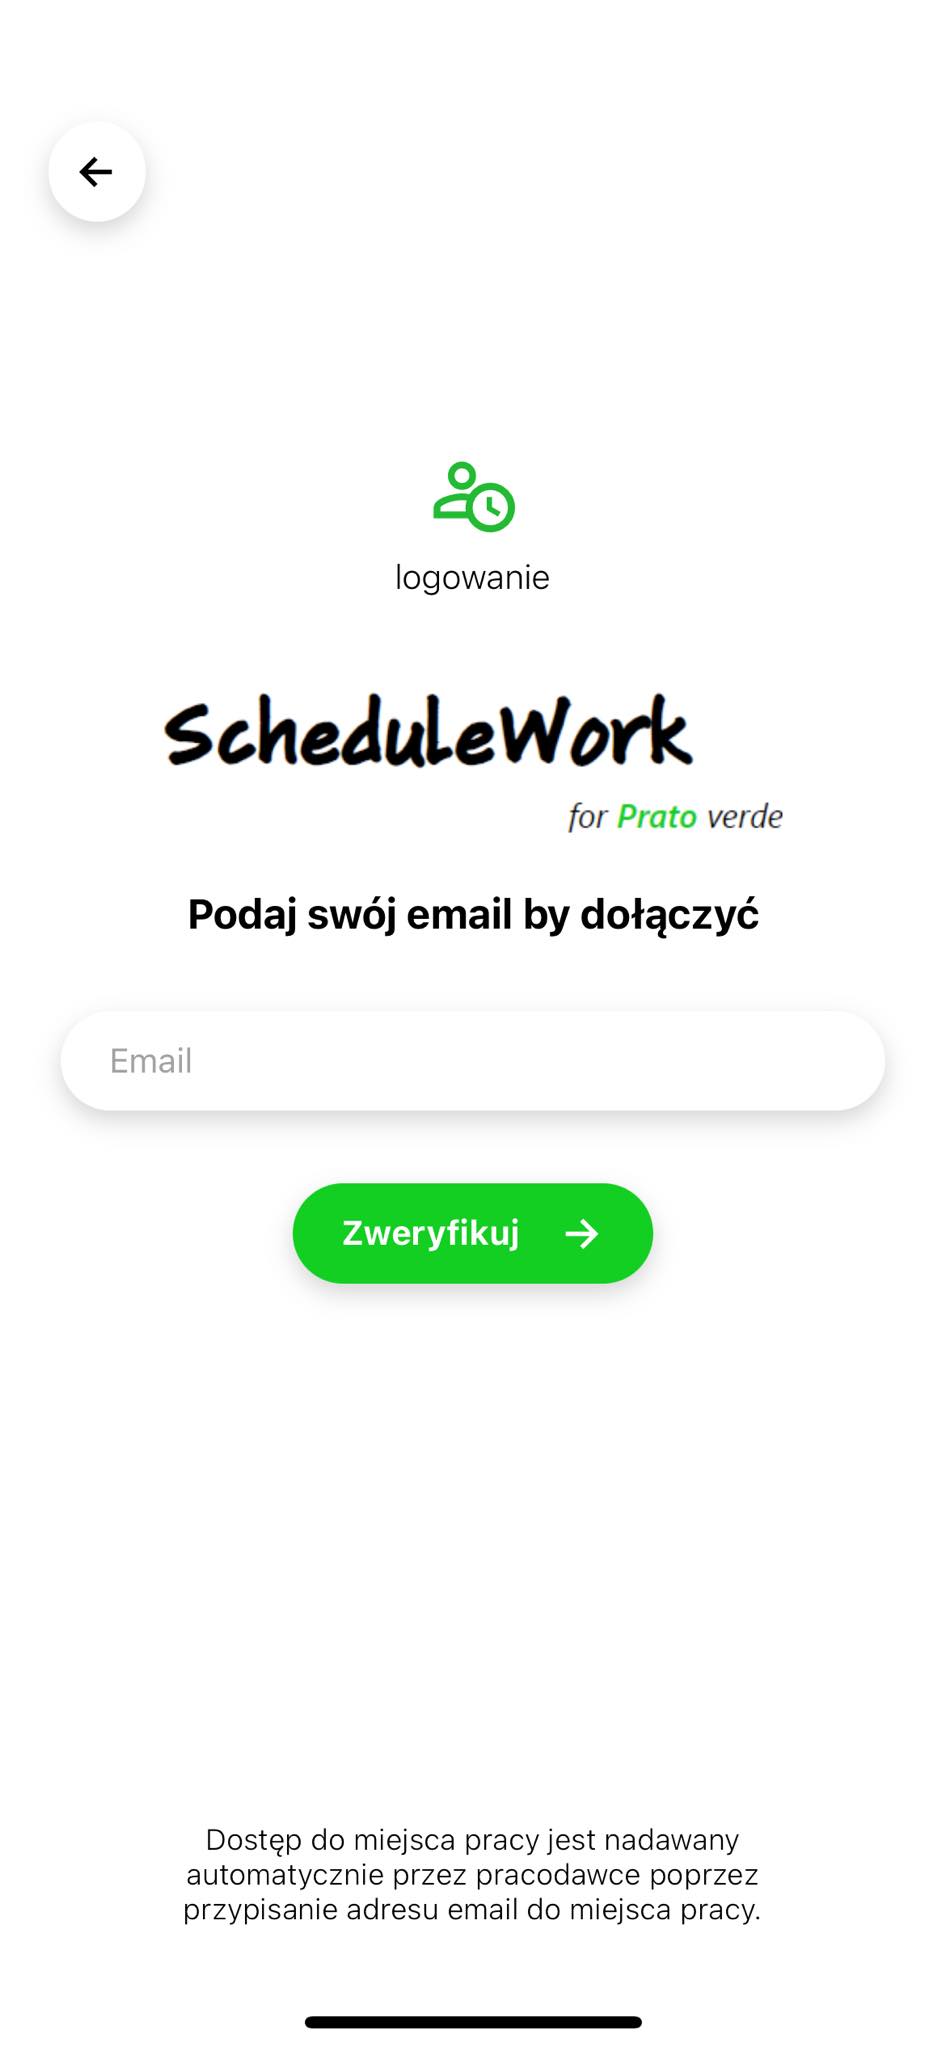 logowanie
ScheduleWork
for Prato verde
Podaj swój email by dołączyć
Email
Zweryfikuj
Dostęp do miejsca pracy jest nadawany
automatycznie przez pracodawce poprzez
przypisanie adresu email do miejsca pracy.